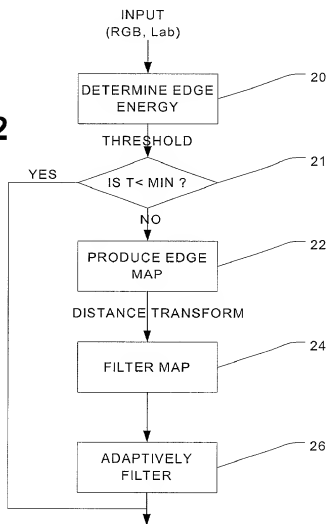 INPUT
(RGB, Lab)
DETERMINE EDGE
ENERGY
20
2
THRESHOLD
YES
IS T< MIN ?
21
NO
PRODUCE EDGE
MAP
22
DISTANCE TRANSFORM
FILTER MAP
24
ADAPTIVELY
FILTER
26